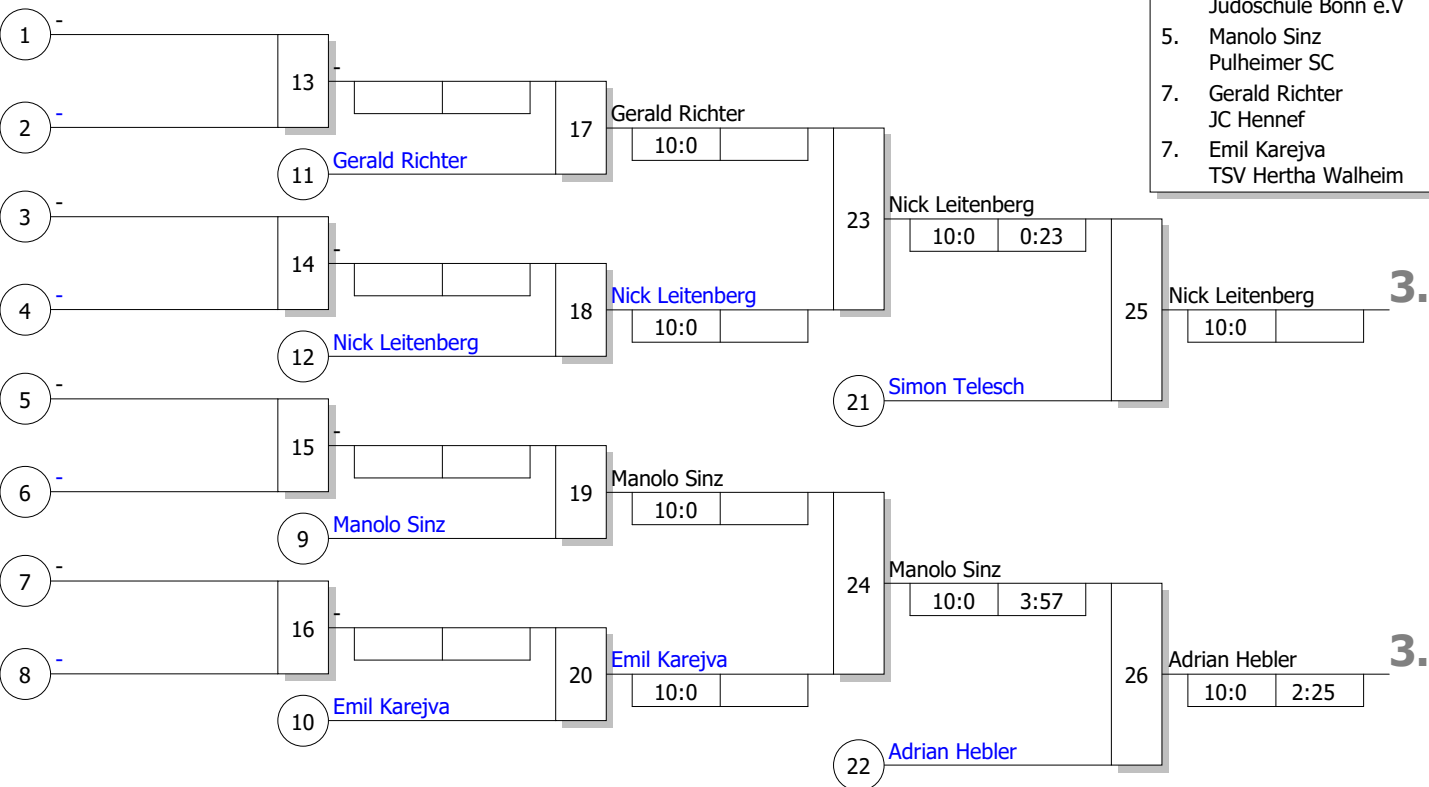 Judoschule Bonn e.V
5. Manolo Sinz
Pulheimer SC
7. Gerald Richter
JC Hennef
7. Emil Karejva
TSV Hertha Walheim
1 -
13 -
2 -
17 Gerald Richter
10:0
11 Gerald Richter
3 -
23 Nick Leitenberg
10:0 0:23
14 -
4 -
18 Nick Leitenberg
10:0
12 Nick Leitenberg
25 Nick Leitenberg 3.
10:0
21 Simon Telesch
5 -
15 -
6 -
19 Manolo Sinz
10:0
9 Manolo Sinz
7 -
24 Manolo Sinz
10:0 3:57
16 -
8 -
20 Emil Karejva
10:0
10 Emil Karejva
26 Adrian Hebler 3.
10:0 2:25
22 Adrian Hebler